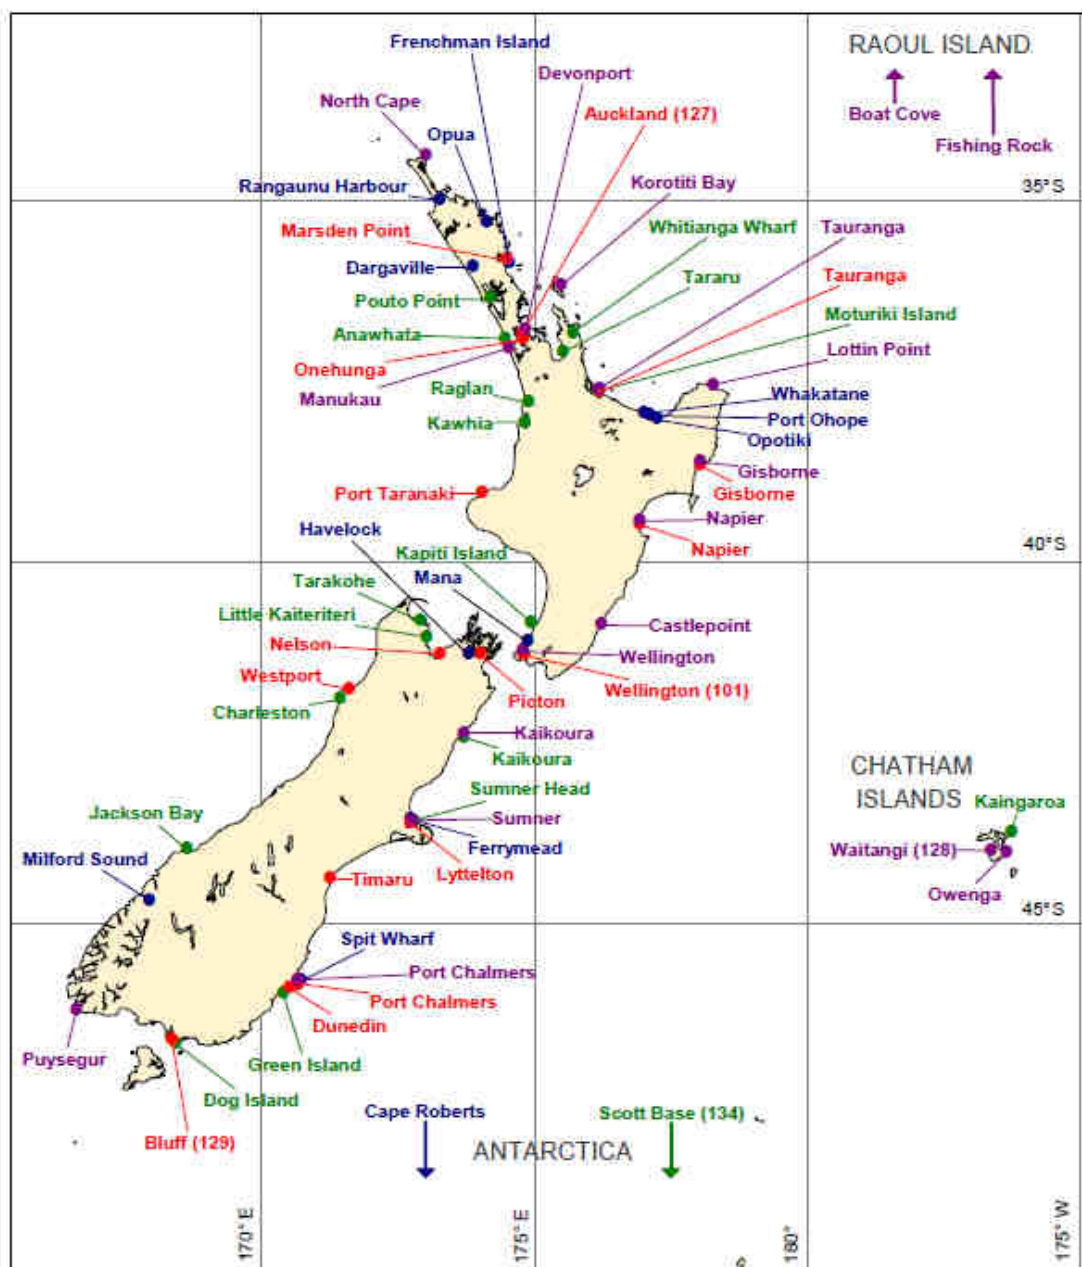 Frenchman Island
RAOUL ISLAND
Devonport
North Cape
Auckland (127)
Boat Cove
Opua
Fishing Rock
Rangaunu Harbour
Korotiti Bay
35°S
Marsden Point
Whitianga Wharf
Tauranga
Dargaville
Tararu
Tauranga
Pouto Point
Moturiki Island
Anawhata
Lottin Point
Onehunga
Manukau
Raglan
Whakatane
Kawhia
Port Ohope
Opotiki
Gisborne
Port Taranaki
Gisborne
Napier
Havelock
Napier
Kapiti Island
40°S
Mana
Tarakohe
Little Kaiteriteri
Castlepoint
Nelson
Wellington
Westport
Picton
Wellington (101)
Charleston
Kaikoura
Kaikoura
CHATHAM
ISLANDS
Sumner Head
Kaingaroa
Jackson Bay
Sumner
Ferrymead
Waitangi (128)
Milford Sound
Lyttelton
Timaru
Owenga
45°S
Spit Wharf
Port Chalmers
Port Chalmers
Dunedin
Puysegur
Green Island
Dog Island
Cape Roberts
Scott Base (134)
Bluff (129)
ANTARCTICA
170° E
175° E
180°
175° W